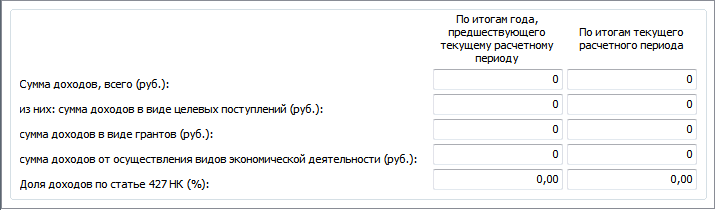 По итогам года,
предшествующего
текущему расчетному
периоду
По итогам текущего
расчетного периода
Сумма доходов, всего (руб.): 0 0
из них: сумма доходов в виде целевых поступлений (руб.): 0 0
сумма доходов в виде грантов (руб.): 0 0
сумма доходов от осуществления видов экономической деятельности (руб.): 0 0
Доля доходов по статье 427 НК (%): 0,00 0,00